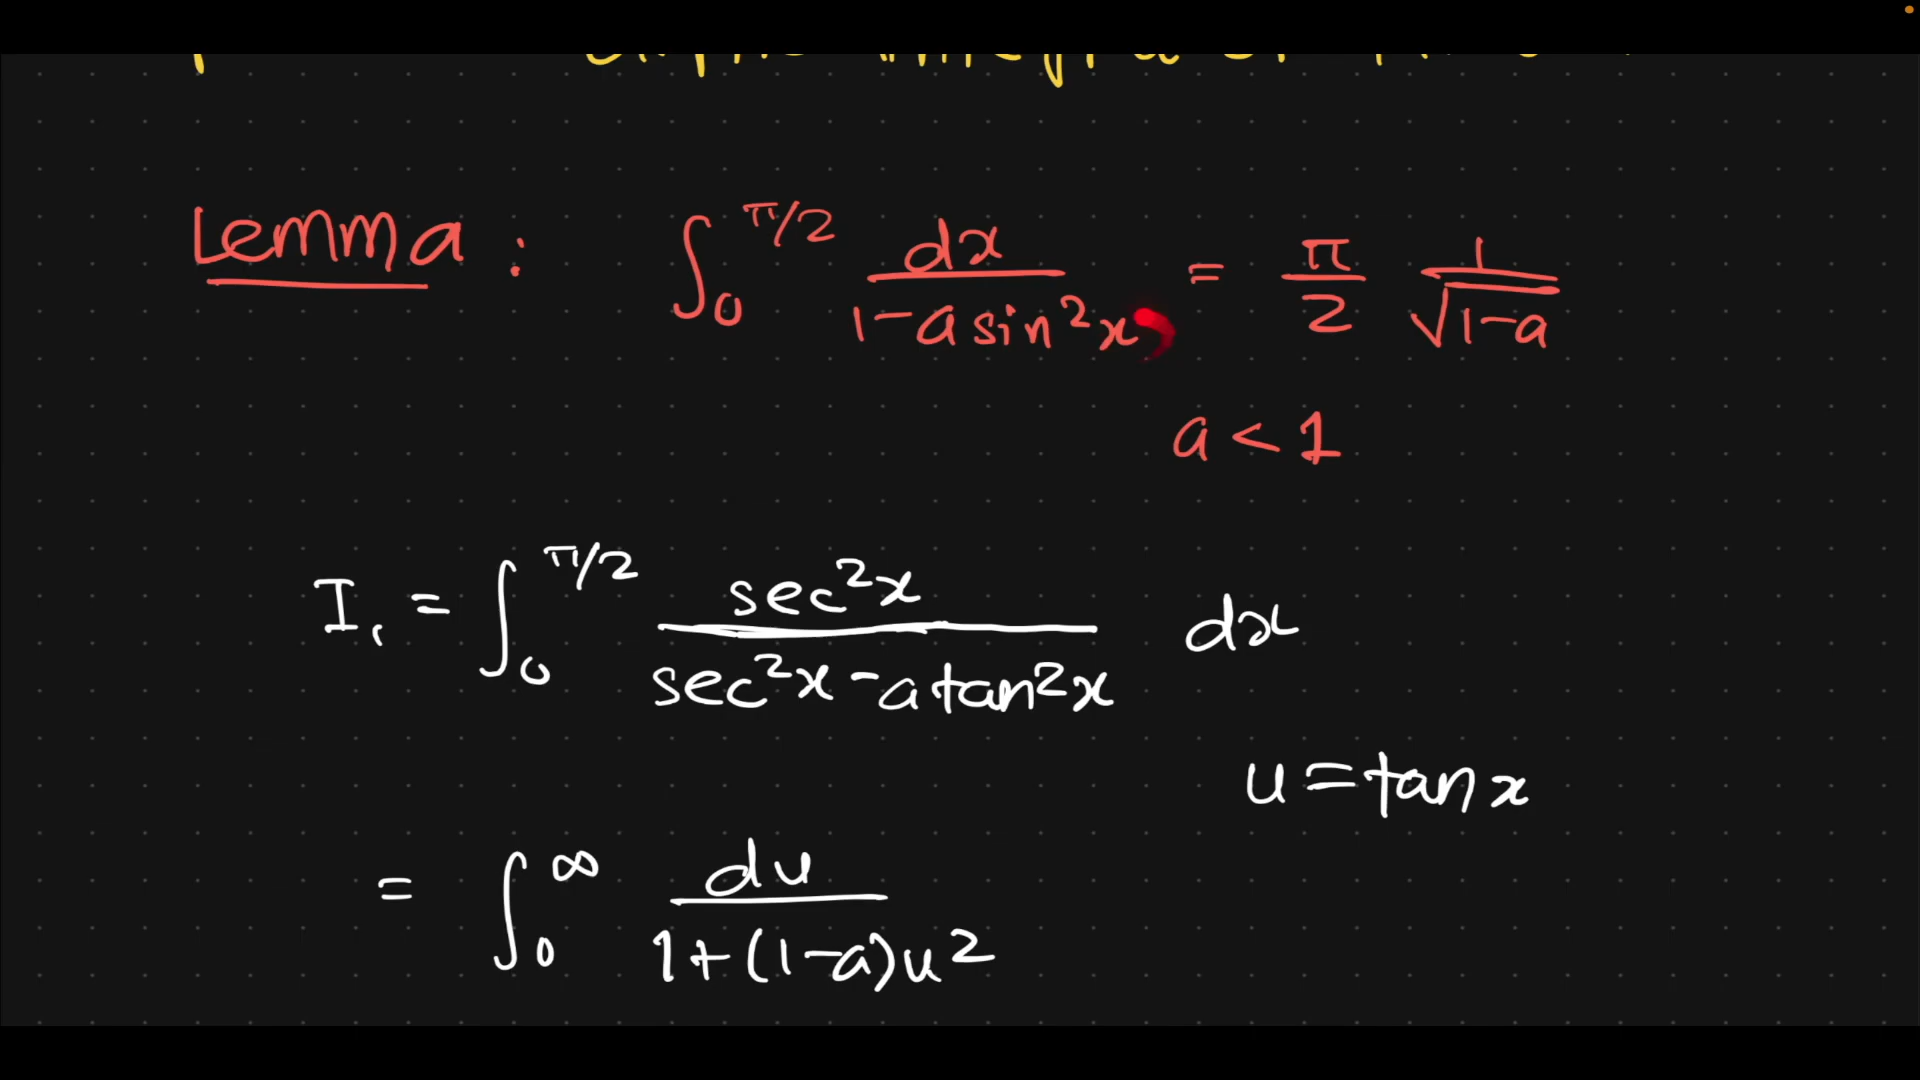 Lemma : ∫₀^π/2 dx / (1-a sin²x) = π/2 1/√(1-a)
a < 1
I₁ = ∫₀^π/2 sec²x / (sec²x - a tan²x) dx
u = tan x
= ∫₀^∞ du / (1+(1-a)u²)